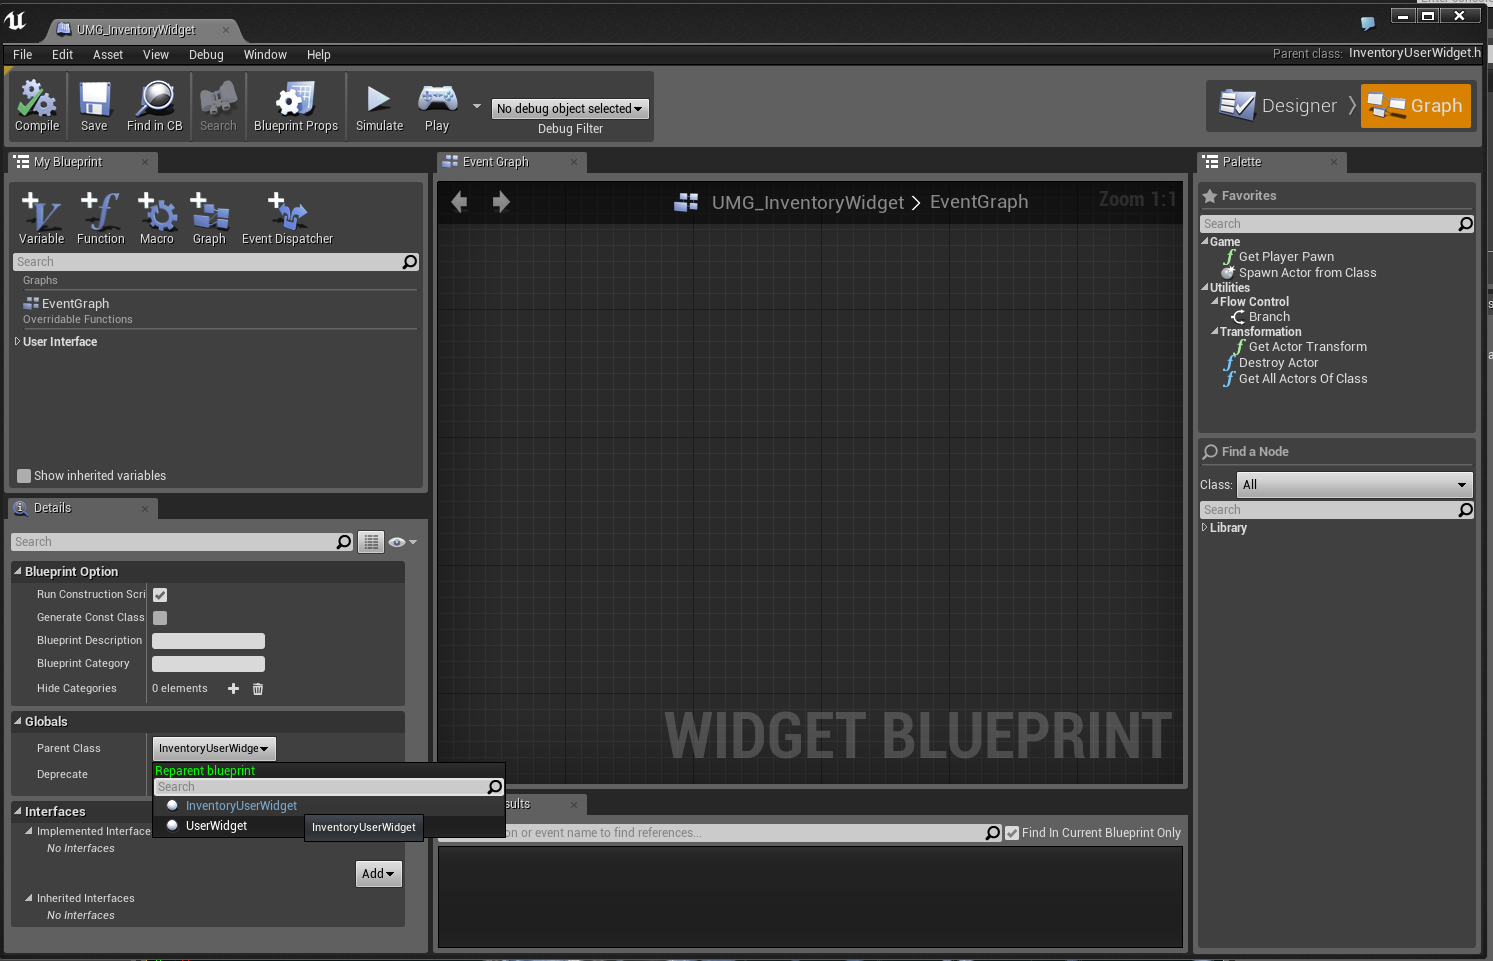 UMG_InventoryWidget
File Edit Asset View Debug Window Help
Parent class: InventoryUserWidget.h
Compile Save Find in CB Search Blueprint Props Simulate Play
No debug object selected
Debug Filter
Designer Graph
My Blueprint
Variable Function Macro Graph Event Dispatcher
Search
Graphs
EventGraph
Overridable Functions
User Interface
Show inherited variables
Details
Search
Blueprint Option
Run Construction Scri
Generate Const Class
Blueprint Description
Blueprint Category
Hide Categories 0 elements
Globals
Parent Class InventoryUserWidge
Deprecate
Reparent blueprint
Search
InventoryUserWidget
UserWidget
InventoryUserWidget
Interfaces
Implemented Interface
No Interfaces
Add
Inherited Interfaces
No Interfaces
Event Graph
UMG_InventoryWidget > EventGraph
Zoom 1:1
WIDGET BLUEPRINT
sults
on or event name to find references...
Find In Current Blueprint Only
Palette
Favorites
Search
Game
Get Player Pawn
Spawn Actor from Class
Utilities
Flow Control
Branch
Transformation
Get Actor Transform
Destroy Actor
Get All Actors Of Class
Find a Node
Class: All
Search
Library